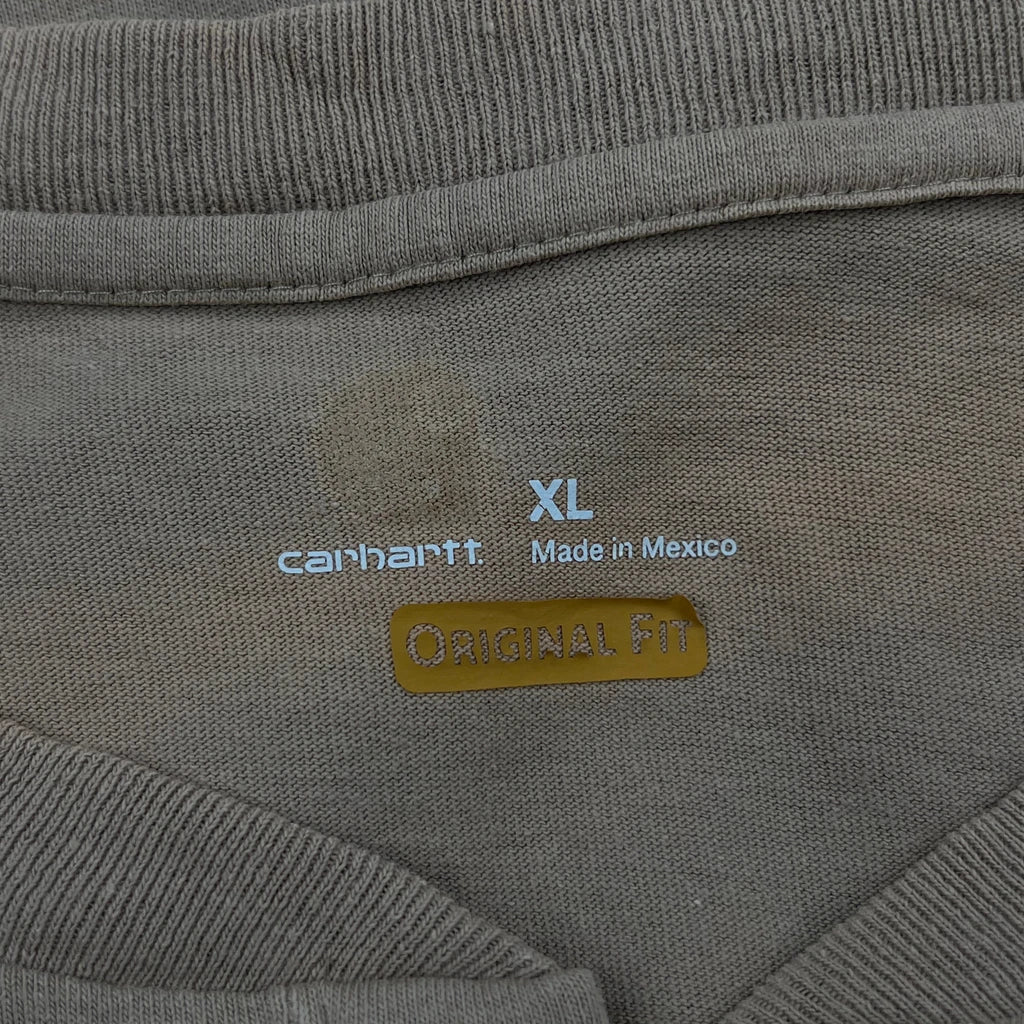 XL
carhartt.
Made in Mexico
ORIGINAL FIT